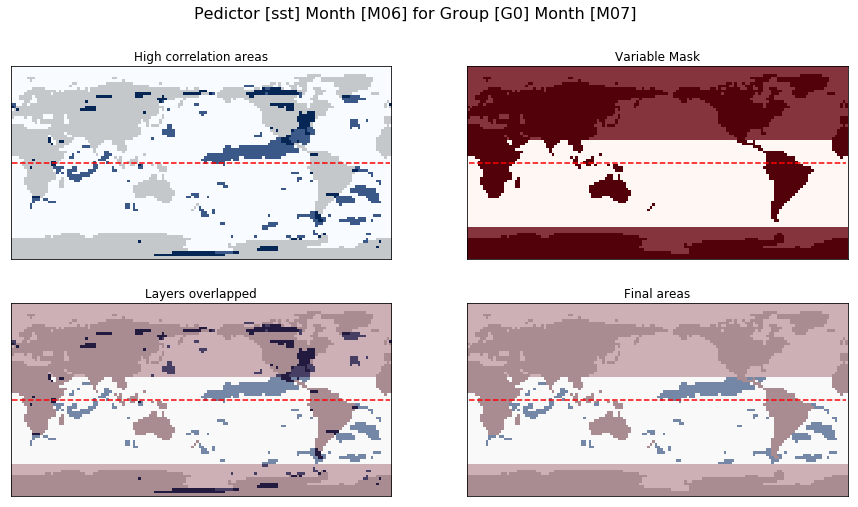 Pedictor [sst] Month [M06] for Group [G0] Month [M07]
High correlation areas
Variable Mask
Layers overlapped
Final areas